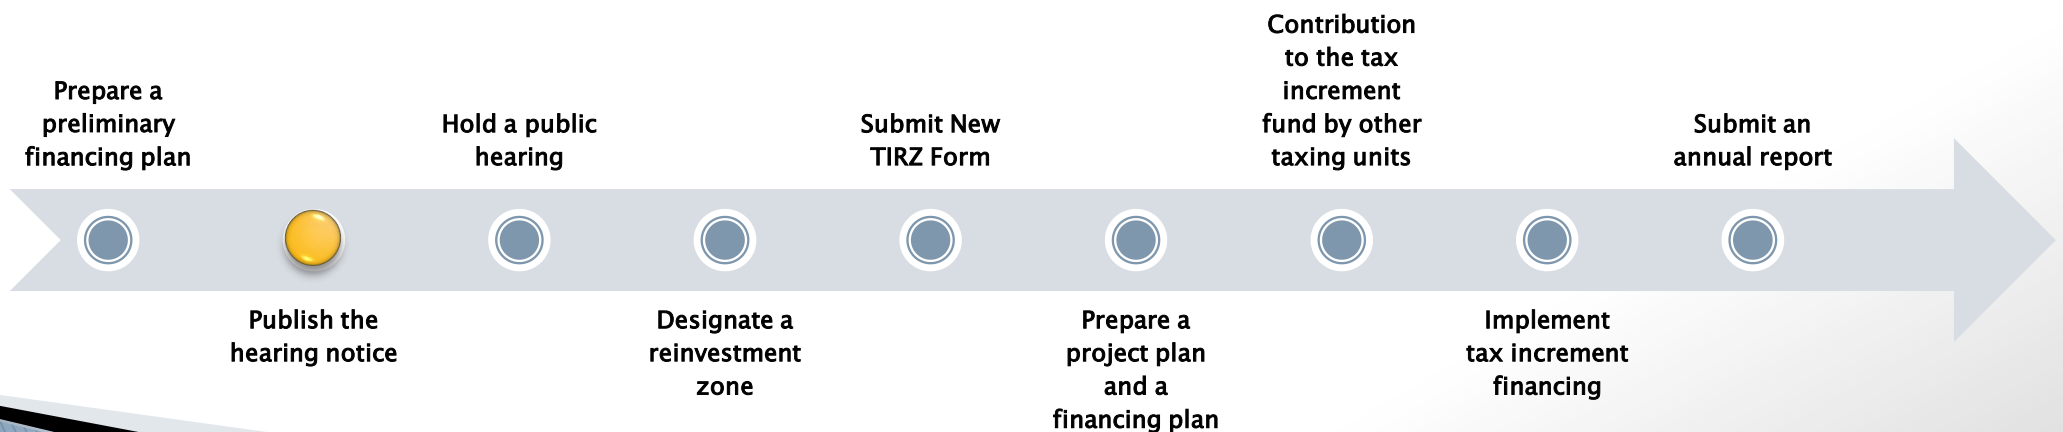 Prepare a
preliminary
financing plan
Publish the
hearing notice
Hold a public
hearing
Designate a
reinvestment
zone
Submit New
TIRZ Form
Prepare a
project plan
and a
financing plan
Contribution
to the tax
increment
fund by other
taxing units
Implement
tax increment
financing
Submit an
annual report